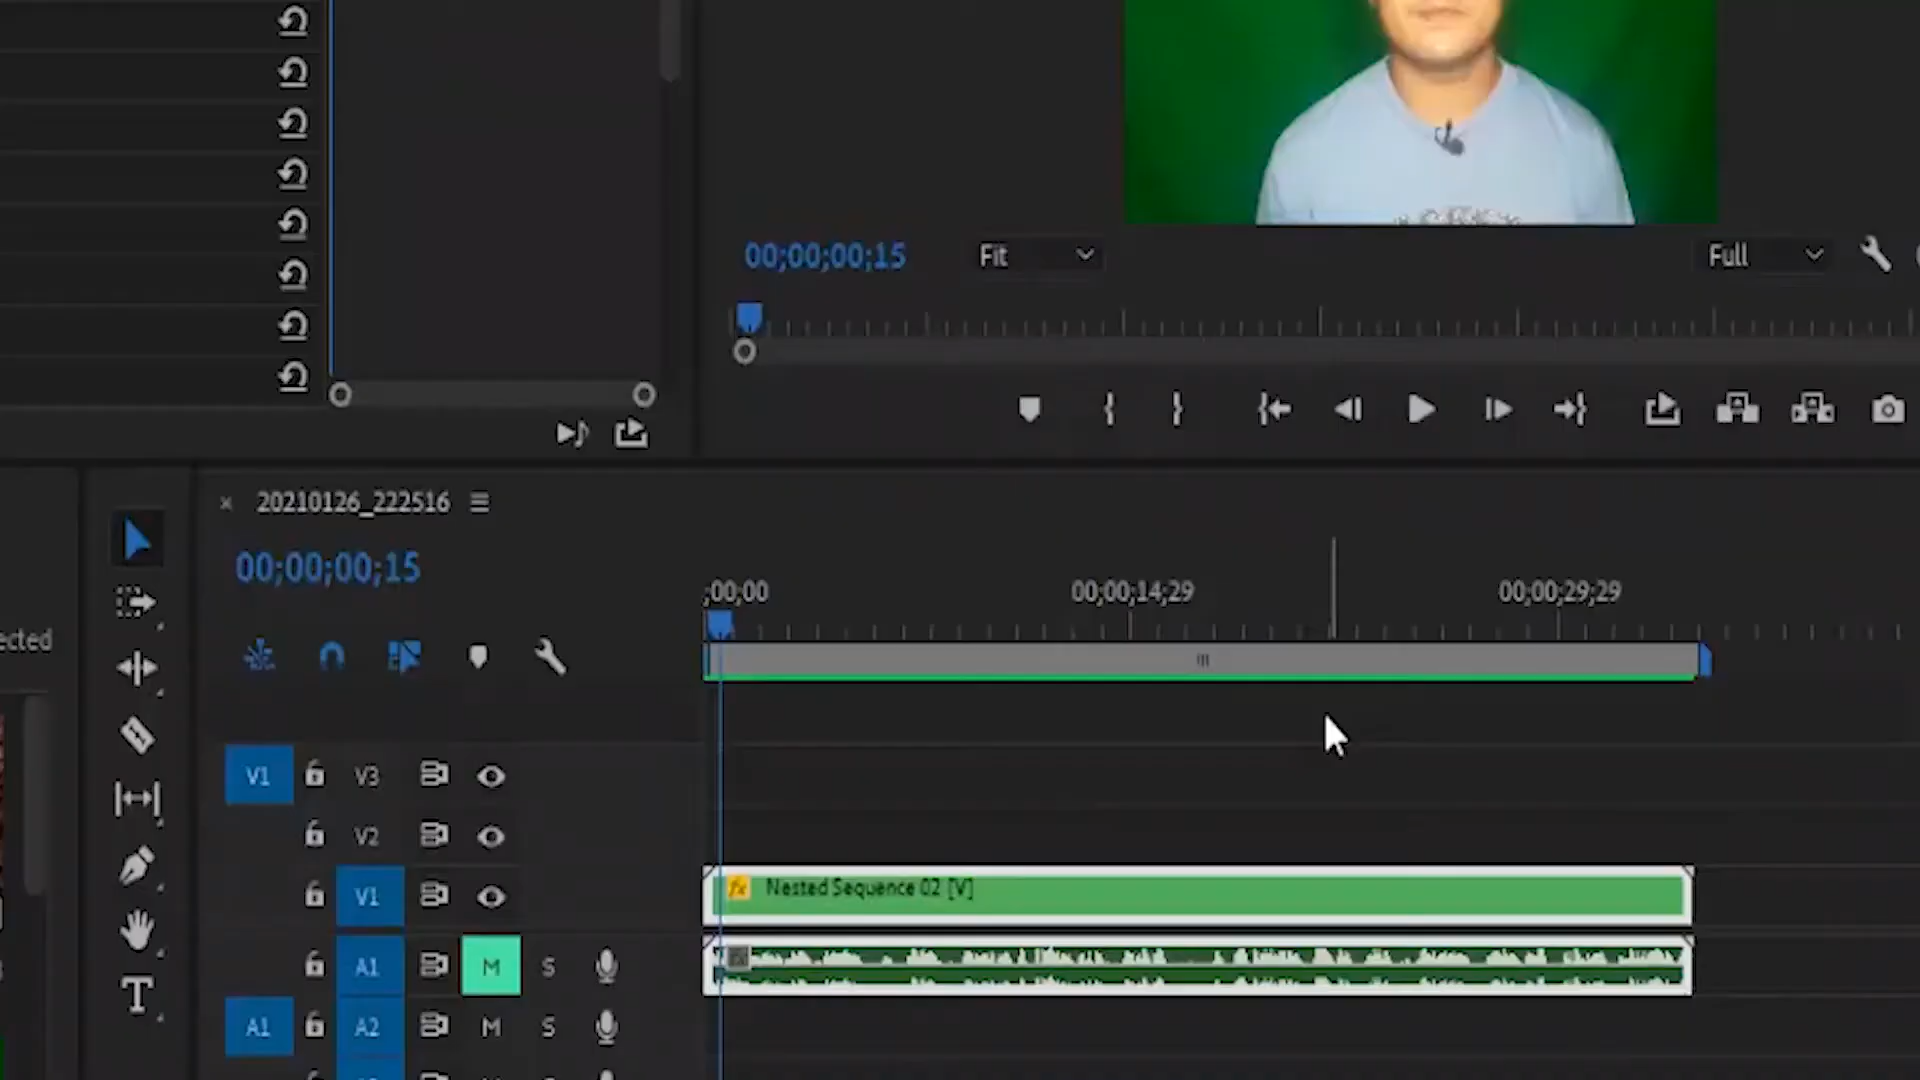 00;00;00;15
Fit
Full
20210126_222516
00;00;00;15
;00;00
00;00;14;29
00;00;29;29
ected
V1
V3
V2
V1
fx Nested Sequence 02 [V]
A1
M
S
fx
A1
A2
M
S